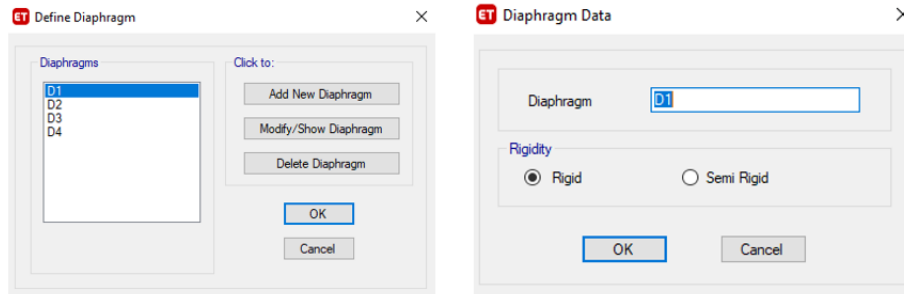 ET Define Diaphragm
Diaphragms
D1
D2
D3
D4
Click to:
Add New Diaphragm
Modify/Show Diaphragm
Delete Diaphragm
OK
Cancel
ET Diaphragm Data
Diaphragm D1
Rigidity
Rigid Semi Rigid
OK Cancel